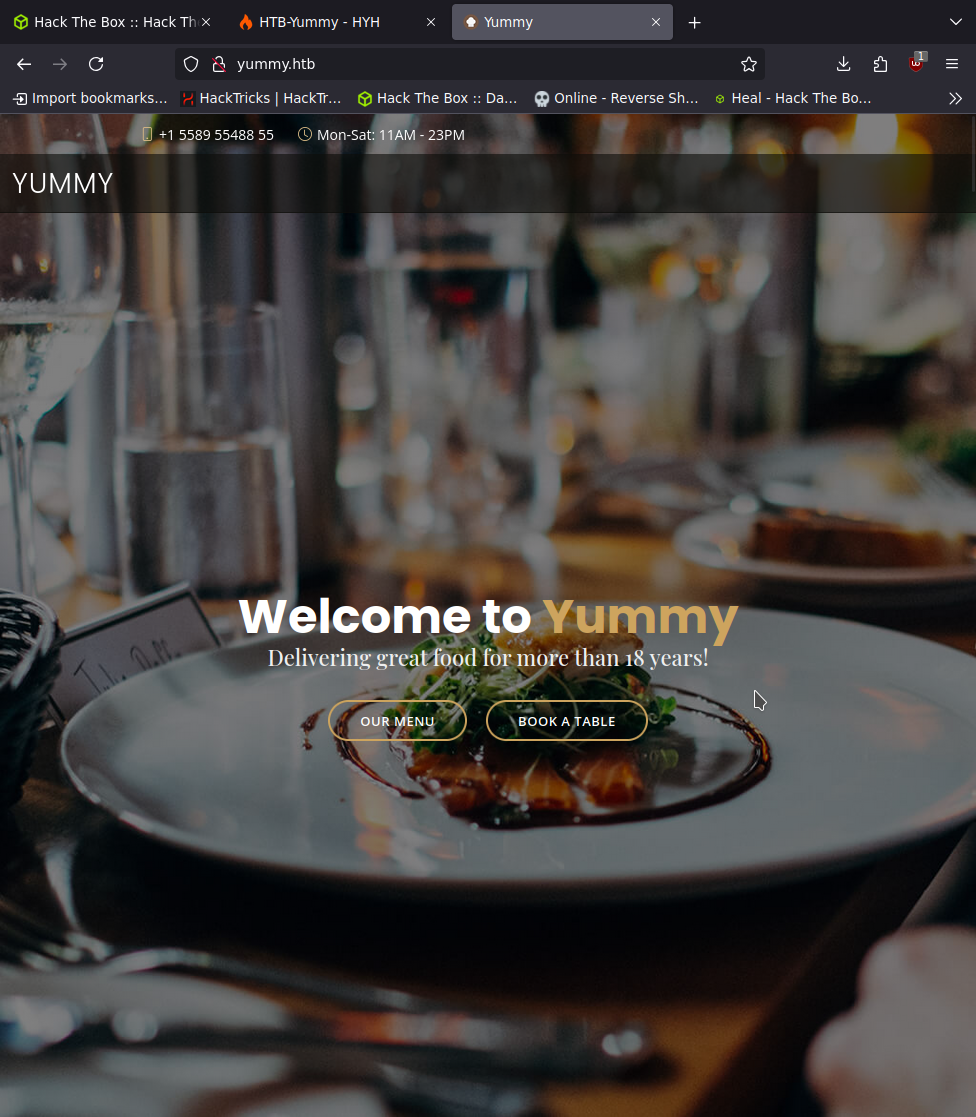 Hack The Box :: Hack Th
HTB-Yummy - HYH
Yummy
yummy.htb
1
Import bookmarks...
HackTricks | HackTr...
Hack The Box :: Da...
Online - Reverse Sh...
Heal - Hack The Bo...
+1 5589 55488 55
Mon-Sat: 11AM - 23PM
YUMMY
Welcome to Yummy
Delivering great food for more than 18 years!
OUR MENU
BOOK A TABLE